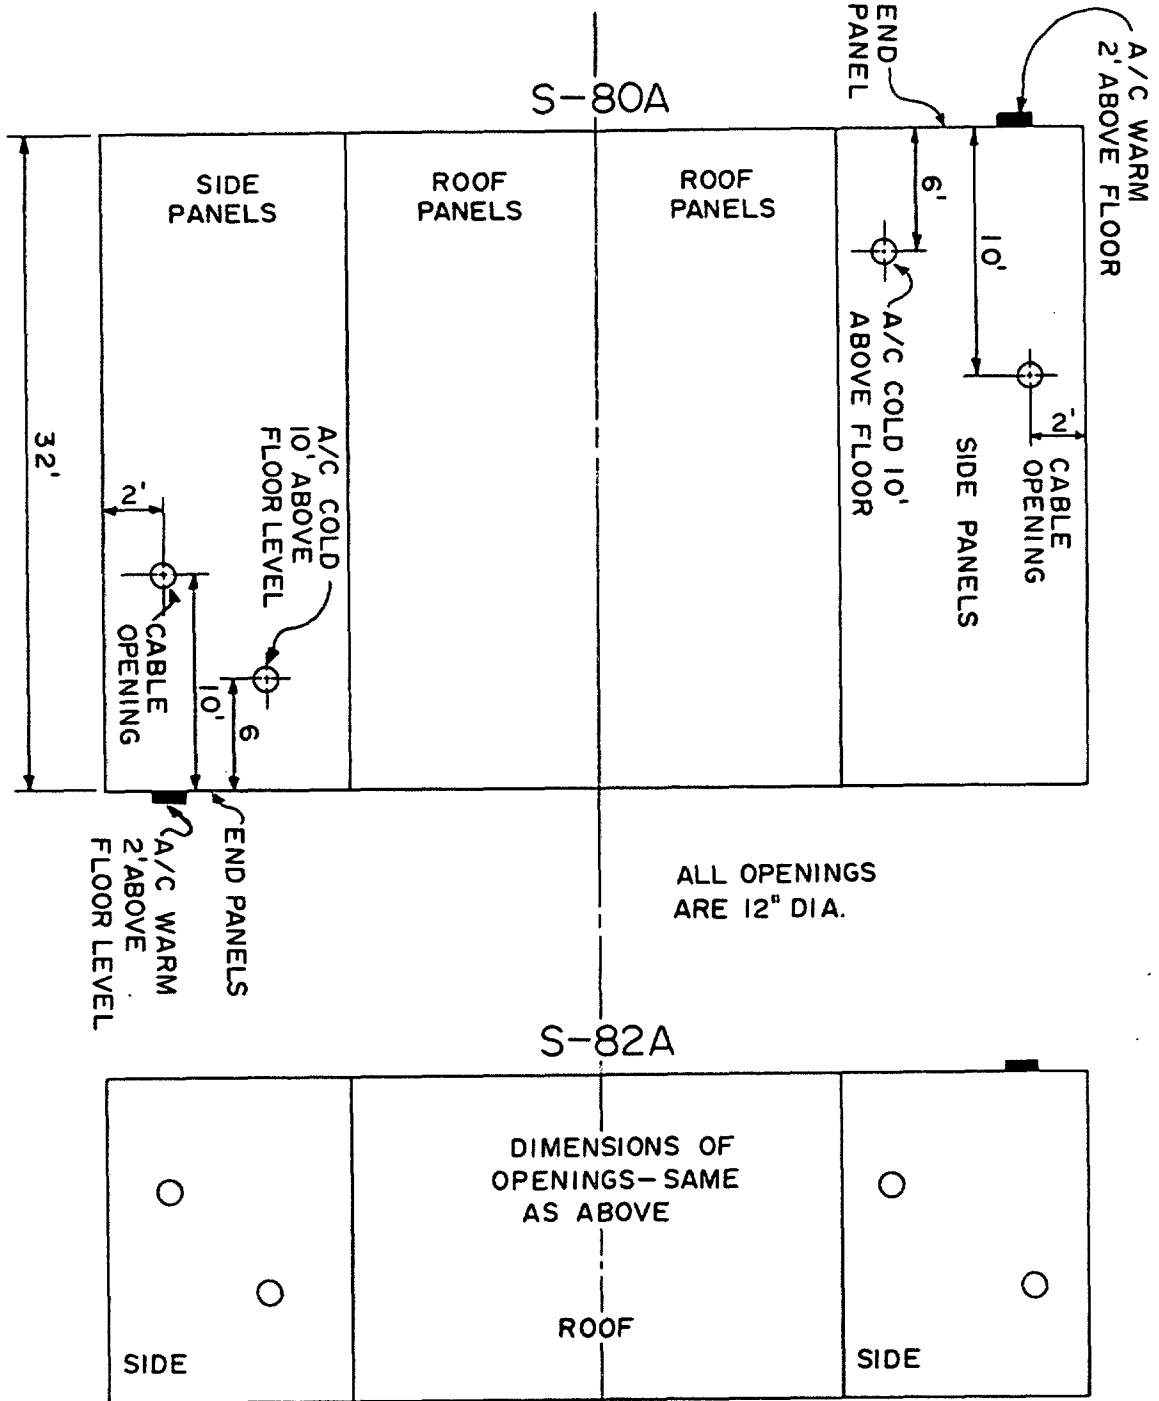 A/C WARM
2' ABOVE FLOOR
END
PANEL
S-80A
SIDE
PANELS
ROOF
PANELS
ROOF
PANELS
6'
10'
A/C COLD 10'
ABOVE FLOOR
2'
CABLE
OPENING
SIDE PANELS
32'
A/C COLD
10' ABOVE
FLOOR LEVEL
2'
CABLE
OPENING
10'
6
END PANELS
A/C WARM
2' ABOVE
FLOOR LEVEL
ALL OPENINGS
ARE 12" DIA.
S-82A
DIMENSIONS OF
OPENINGS-SAME
AS ABOVE
ROOF
SIDE
SIDE